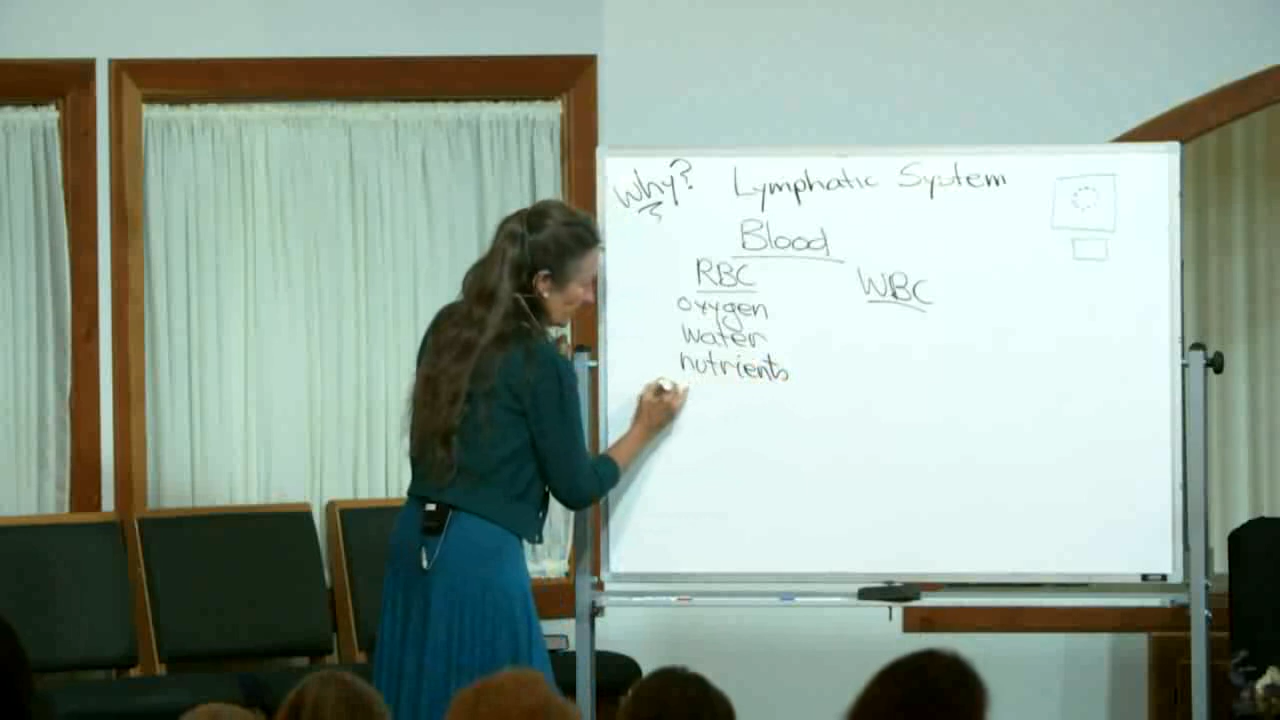 Why? Lymphatic System
Blood
RBC WBC
oxygen
water
nutrients